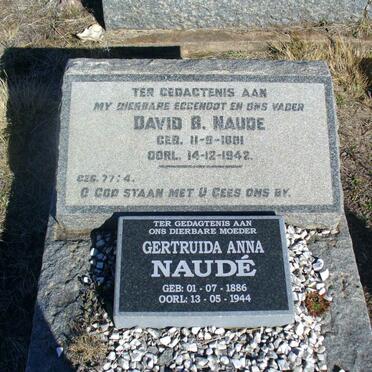 TER GEDAGTENIS AAN
MY DIERBARE EGGENOOT EN ONS VADER
DAVID B. NAUDE
GEB. 11-9-1881
OORL. 14-12-1942.
GES. 77:4.
O GOD STAAN MET U GEES ONS BY.
TER GEDAGTENIS AAN
ONS DIERBARE MOEDER
GERTRUIDA ANNA
NAUDÉ
GEB: 01 - 07 - 1886
OORL: 13 - 05 - 1944